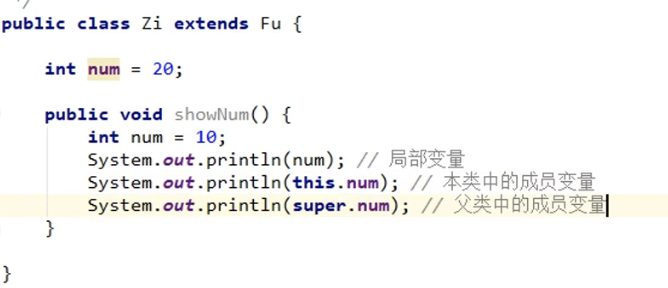 */
public class Zi extends Fu {
int num = 20;
public void showNum() {
int num = 10;
System.out.println(num); // 局部变量
System.out.println(this.num); // 本类中的成员变量
System.out.println(super.num); // 父类中的成员变量
}
}